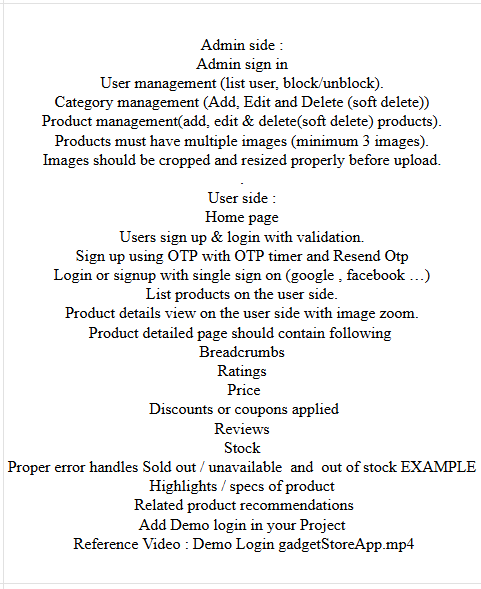 Admin side :
Admin sign in
User management (list user, block/unblock).
Category management (Add, Edit and Delete (soft delete))
Product management(add, edit & delete(soft delete) products).
Products must have multiple images (minimum 3 images).
Images should be cropped and resized properly before upload.
.
User side :
Home page
Users sign up & login with validation.
Sign up using OTP with OTP timer and Resend Otp
Login or signup with single sign on (google , facebook …)
List products on the user side.
Product details view on the user side with image zoom.
Product detailed page should contain following
Breadcrumbs
Ratings
Price
Discounts or coupons applied
Reviews
Stock
Proper error handles Sold out / unavailable  and  out of stock EXAMPLE
Highlights / specs of product
Related product recommendations
Add Demo login in your Project
Reference Video : Demo Login gadgetStoreApp.mp4